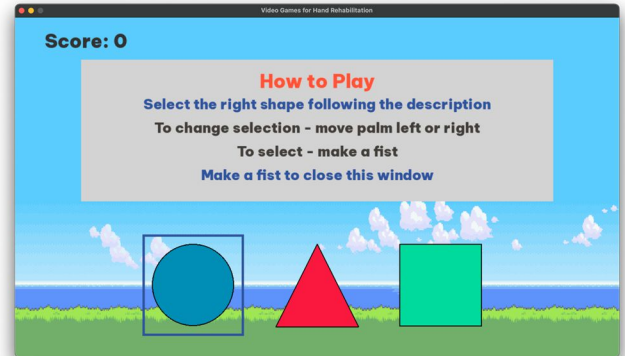 Video Games for Hand Rehabilitation
Score: 0
How to Play
Select the right shape following the description
To change selection - move palm left or right
To select - make a fist
Make a fist to close this window